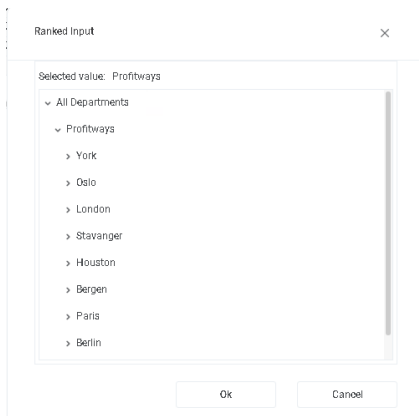 Ranked Input
Selected value: Profitways
All Departments
Profitways
York
Oslo
London
Stavanger
Houston
Bergen
Paris
Berlin
Ok
Cancel